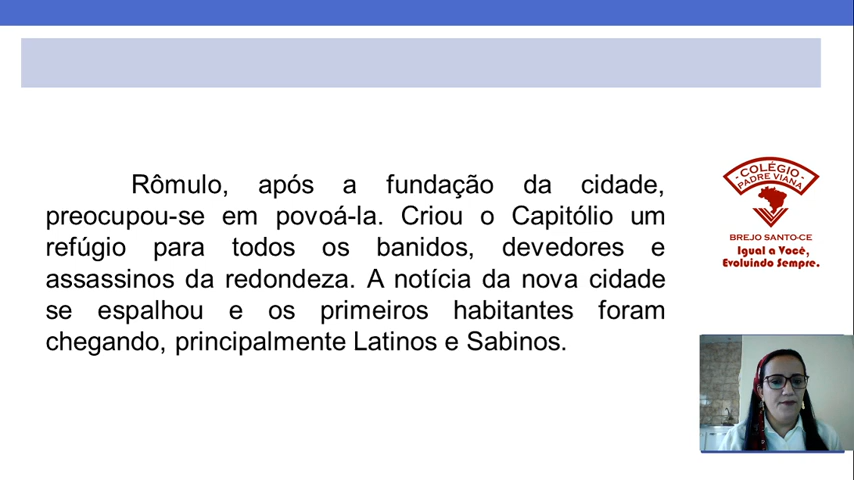 Rômulo, após a fundação da cidade,
preocupou-se em povoá-la. Criou o Capitólio um
refúgio para todos os banidos, devedores e
assassinos da redondeza. A notícia da nova cidade
se espalhou e os primeiros habitantes foram
chegando, principalmente Latinos e Sabinos.
- COLÉGIO -
PADRE VIANA
BREJO SANTO-CE
Igual a Você,
Evoluindo Sempre.